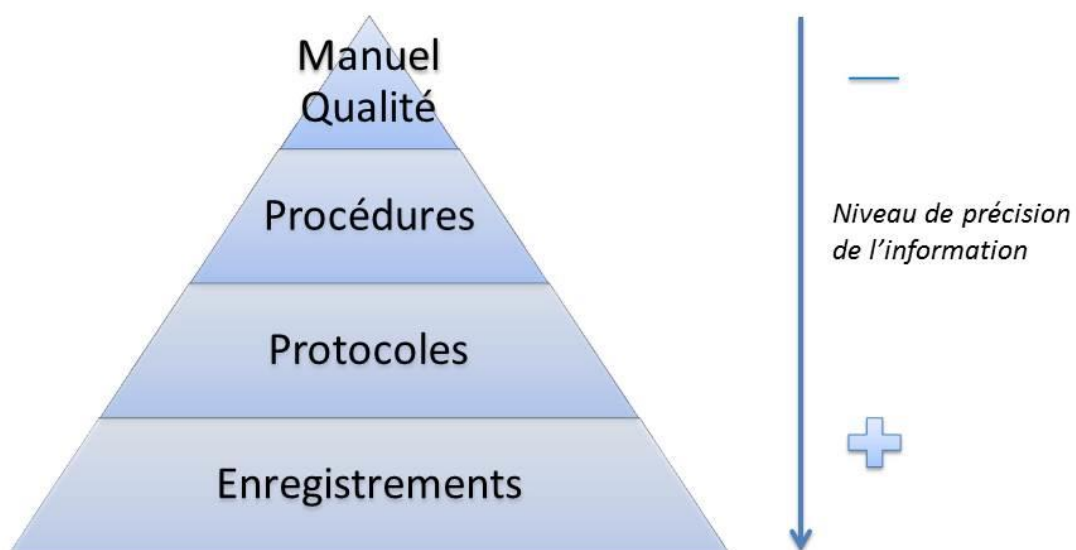 Manuel
Qualité
Procédures
Protocoles
Enregistrements
Niveau de précision
de l'information